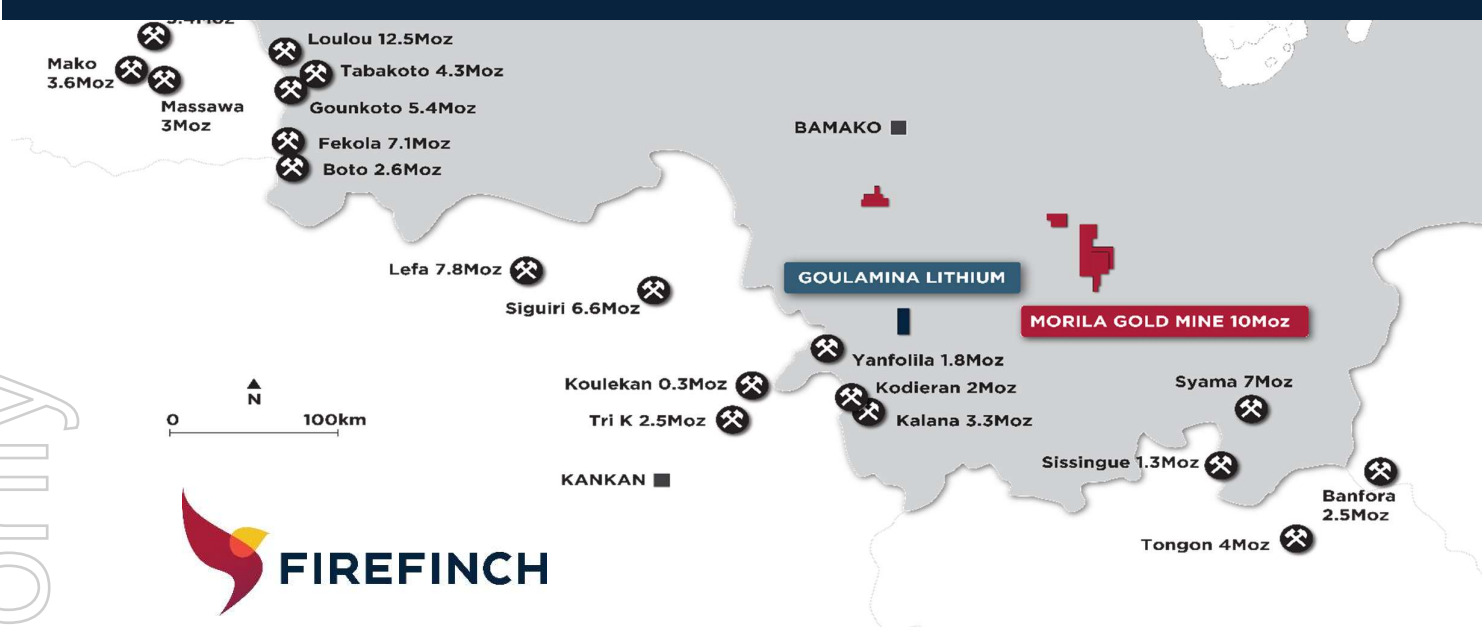 Loulou 12.5Moz
Mako
3.6Moz
Tabakoto 4.3Moz
Massawa
3Moz
Gounkoto 5.4Moz
BAMAKO
Fekola 7.1Moz
Boto 2.6Moz
Lefa 7.8Moz
GOULAMINA LITHIUM
Siguiri 6.6Moz
MORILA GOLD MINE 10Moz
Yanfolila 1.8Moz
Koulekan 0.3Moz
Kodieran 2Moz
Syama 7Moz
N
0 100km
Tri K 2.5Moz
Kalana 3.3Moz
Sissingue 1.3Moz
KANKAN
Banfora
2.5Moz
Tongon 4Moz
FIREFINCH